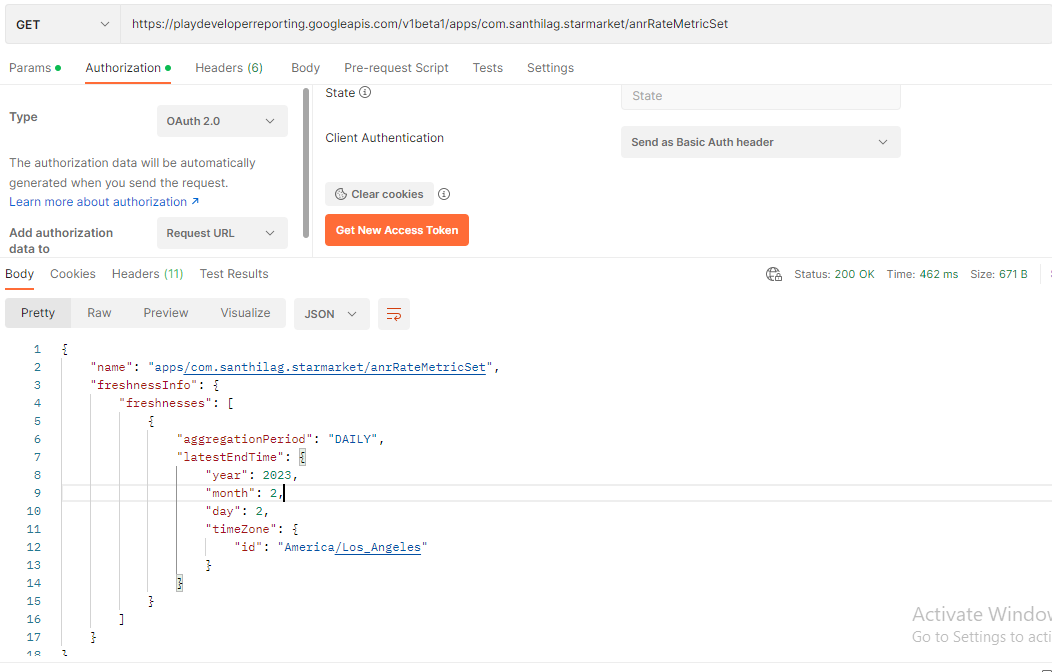 GET https://playdeveloperreporting.googleapis.com/v1beta1/apps/com.santhilag.starmarket/anrRateMetricSet
Params Authorization Headers (6) Body Pre-request Script Tests Settings
State State
Type OAuth 2.0
Client Authentication Send as Basic Auth header
The authorization data will be automatically
generated when you send the request.
Learn more about authorization ↗
Clear cookies
Add authorization
data to
Request URL
Get New Access Token
Body Cookies Headers (11) Test Results Status: 200 OK Time: 462 ms Size: 671 B
Pretty Raw Preview Visualize JSON
1 {
2 "name": "apps/com.santhilag.starmarket/anrRateMetricSet",
3 "freshnessInfo": {
4 "freshnesses": [
5 {
6 "aggregationPeriod": "DAILY",
7 "latestEndTime": {
8 "year": 2023,
9 "month": 2,
10 "day": 2,
11 "timeZone": {
12 "id": "America/Los_Angeles"
13 }
14 }
15 }
16 ]
17 }
18 }
Activate Window
Go to Settings to acti